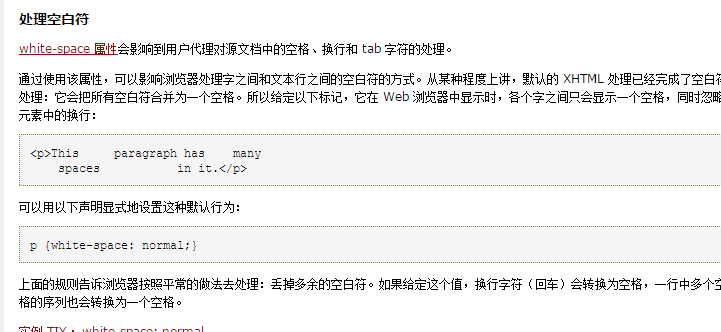 处理空白符
white-space 属性会影响到用户代理对源文档中的空格、换行和 tab 字符的处理。
通过使用该属性，可以影响浏览器处理字之间和文本行之间的空白符的方式。从某种程度上讲，默认的 XHTML 处理已经完成了空白符
处理：它会把所有空白符合并为一个空格。所以给定以下标记，它在 Web 浏览器中显示时，各个字之间只会显示一个空格，同时忽略
元素中的换行：
<p>This     paragraph has    many
    spaces           in it.</p>
可以用以下声明显式地设置这种默认行为：
p {white-space: normal;}
上面的规则告诉浏览器按照平常的做法去处理：丢掉多余的空白符。如果给定这个值，换行字符（回车）会转换为空格，一行中多个空
格的序列也会转换为一个空格。
实例 TIY： white-space: normal